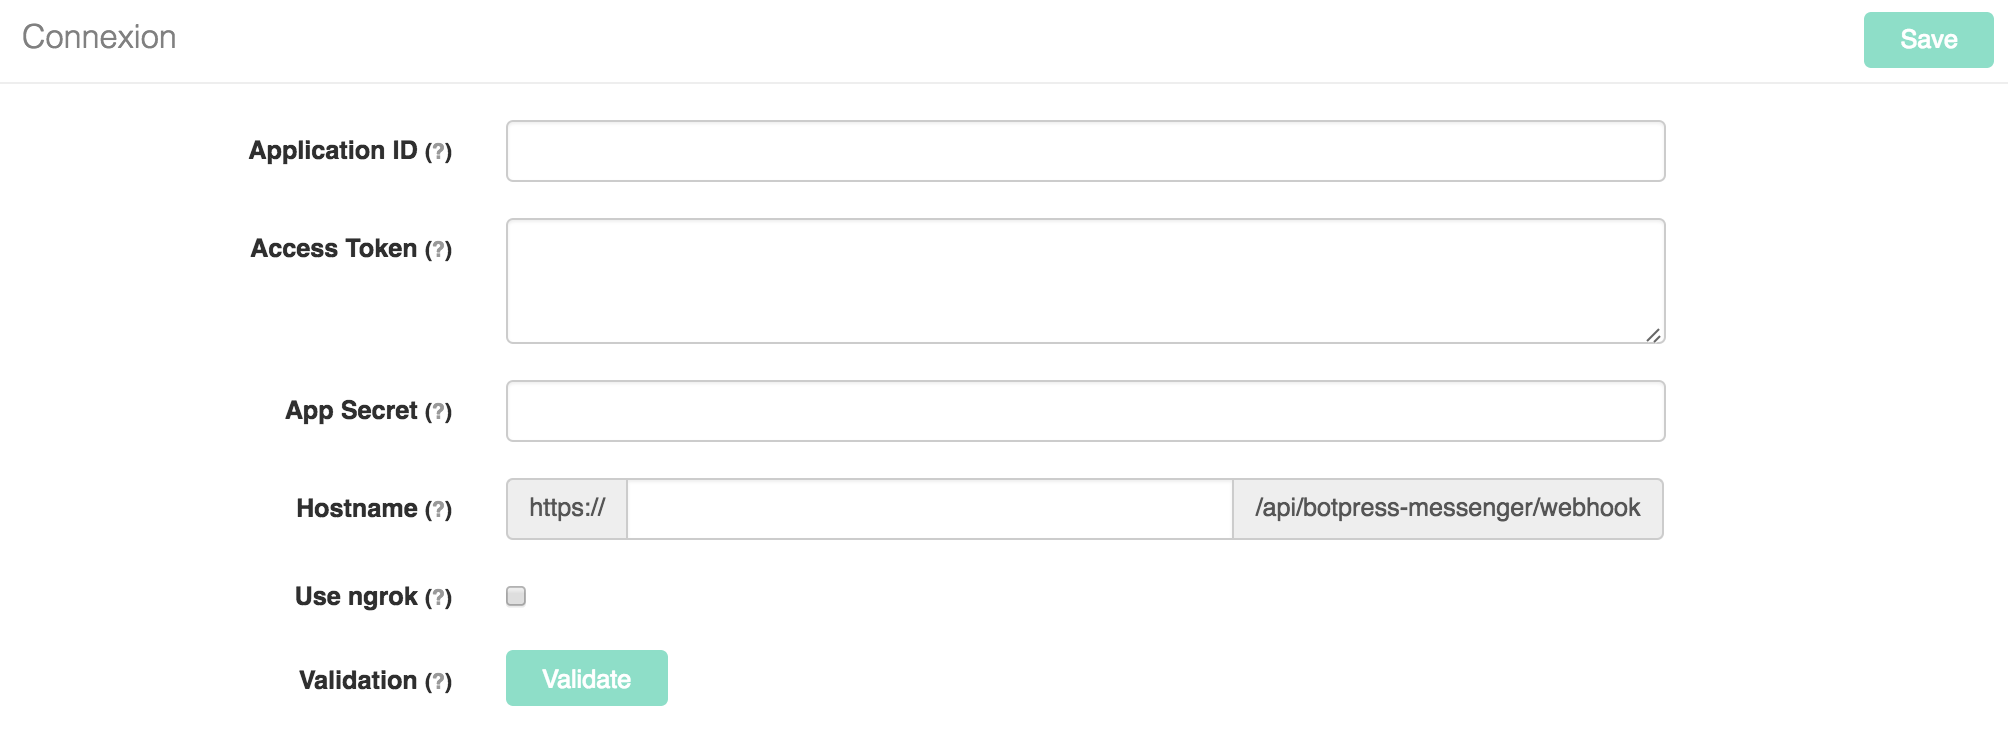 Connexion
Save
Application ID (?)
Access Token (?)
App Secret (?)
Hostname (?) https:// /api/botpress-messenger/webhook
Use ngrok (?)
Validation (?) Validate